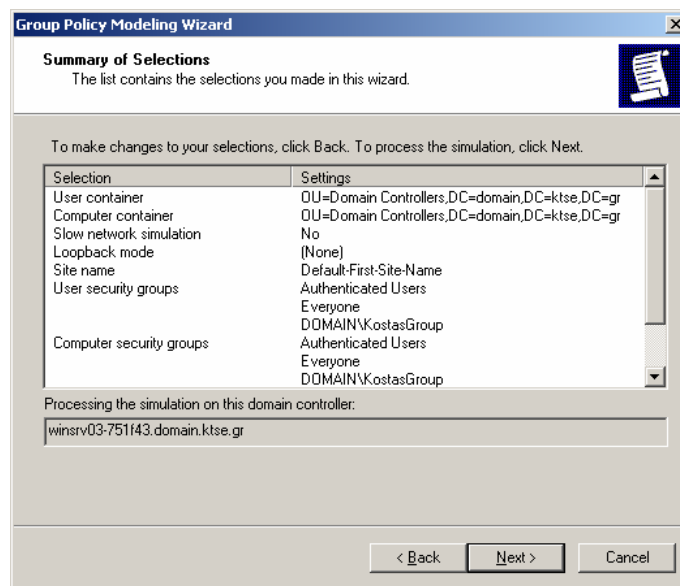 Group Policy Modeling Wizard
Summary of Selections
The list contains the selections you made in this wizard.
To make changes to your selections, click Back. To process the simulation, click Next.
Selection Settings
User container OU=Domain Controllers,DC=domain,DC=ktse,DC=gr
Computer container OU=Domain Controllers,DC=domain,DC=ktse,DC=gr
Slow network simulation No
Loopback mode (None)
Site name Default-First-Site-Name
User security groups Authenticated Users
Everyone
DOMAIN\KostasGroup
Computer security groups Authenticated Users
Everyone
DOMAIN\KostasGroup
Processing the simulation on this domain controller:
winsrv03-751f43.domain.ktse.gr
< Back Next > Cancel